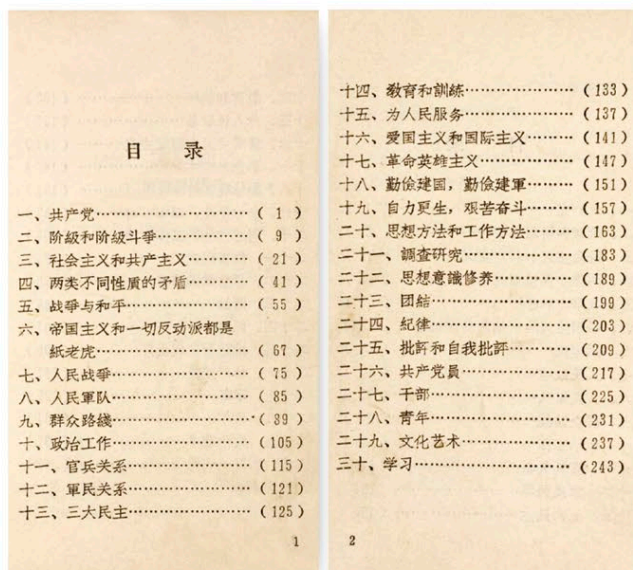 目 录
一、共产党……………………( 1 )
二、阶級和阶級斗爭……………( 9 )
三、社会主义和共产主义………( 21 )
四、两类不同性质的矛盾………( 41 )
五、战爭与和平…………………( 55 )
六、帝国主义和一切反动派都是
紙老虎………………………( 67 )
七、人民战爭……………………( 75 )
八、人民軍队……………………( 85 )
九、群众路綫……………………( 89 )
十、政治工作……………………(105)
十一、官兵关系…………………(115)
十二、軍民关系…………………(121)
十三、三大民主…………………(125)
1
十四、教育和訓練………………(133)
十五、为人民服务………………(137)
十六、爱国主义和国际主义……(141)
十七、革命英雄主义……………(147)
十八、勤儉建国，勤儉建軍……(151)
十九、自力更生，艰苦奋斗……(157)
二十、思想方法和工作方法……(163)
二十一、調查研究………………(183)
二十二、思想意識修养…………(189)
二十三、团結……………………(199)
二十四、紀律……………………(203)
二十五、批評和自我批評………(209)
二十六、共产党員………………(217)
二十七、干部……………………(225)
二十八、青年……………………(231)
二十九、文化艺术………………(237)
三十、学习………………………(243)
2